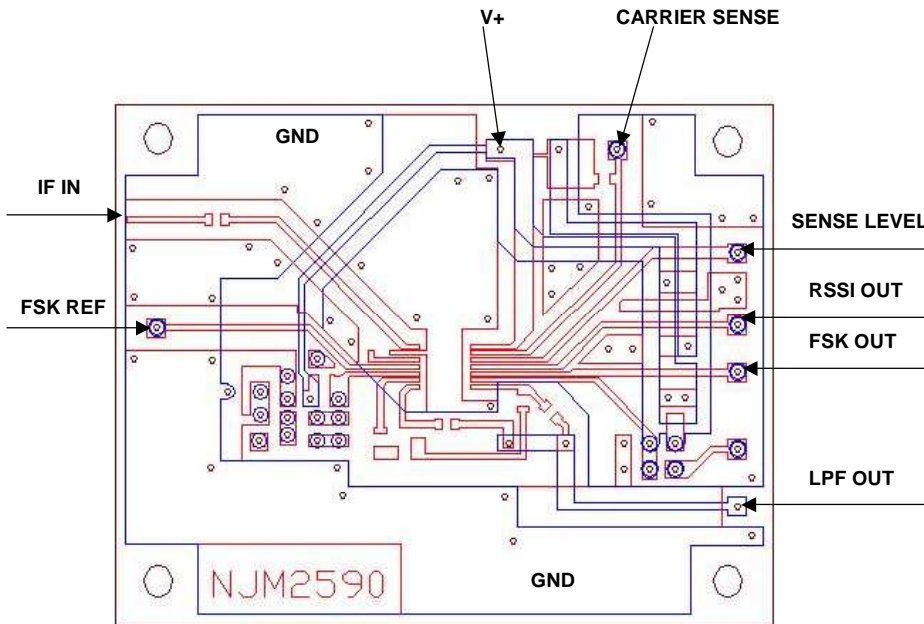 V+ CARRIER SENSE
GND
IF IN
SENSE LEVEL
RSSI OUT
FSK REF
FSK OUT
LPF OUT
GND
NJM2590